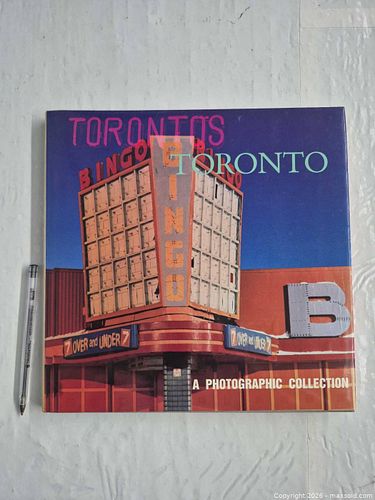 TORONTO'S
TORONTO
BINGO
BINGO
BINGO
7 OVER and UNDER 7
7 OVER and UNDER 7
B
A PHOTOGRAPHIC COLLECTION
Copyright 2026 - maxsold.com